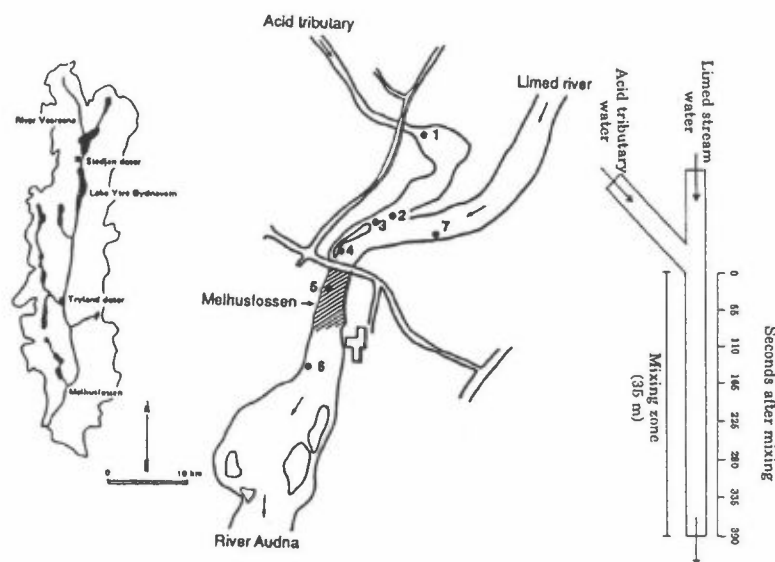 Acid tributary
Limed river
1
2
3
7
4
5
Melhusfossen
6
River Audna
Lake Ytre Øydnavann
Tryland doser
Melhusfossen
0
10 km
Acid tributary
water
Limed stream
water
Mixing zone
(35 m)
0
55
110
165
225
280
335
390
Seconds after mixing